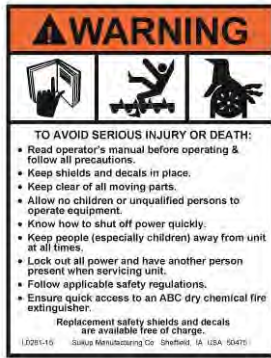 WARNING
TO AVOID SERIOUS INJURY OR DEATH:
• Read operator's manual before operating &
follow all precautions.
• Keep shields and decals in place.
• Keep clear of all moving parts.
• Allow no children or unqualified persons to
operate equipment.
• Know how to shut off power quickly.
• Keep people (especially children) away from unit
at all times.
• Lock out all power and have another person
present when servicing unit.
• Follow applicable safety regulations.
• Ensure quick access to an ABC dry chemical fire
extinguisher.
Replacement safety shields and decals
are available free of charge.
L0281-15 Sukup Manufacturing Co Sheffield, IA USA 50475